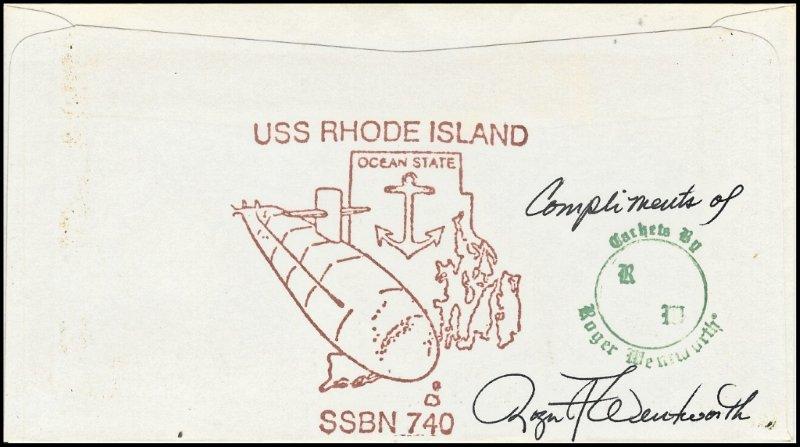 USS RHODE ISLAND
OCEAN STATE
Compliments of
Cachets By
R
W
Roger Wentworth
SSBN 740
Roger A Wentworth